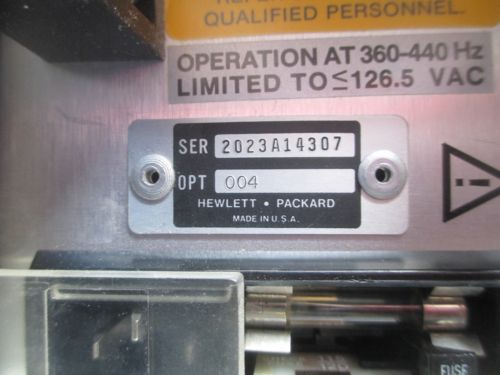 QUALIFIED PERSONNEL.
OPERATION AT 360-440 Hz
LIMITED TO ≤126.5 VAC
SER 2023A14307
OPT 004
HEWLETT • PACKARD
MADE IN U.S.A.
FUSE